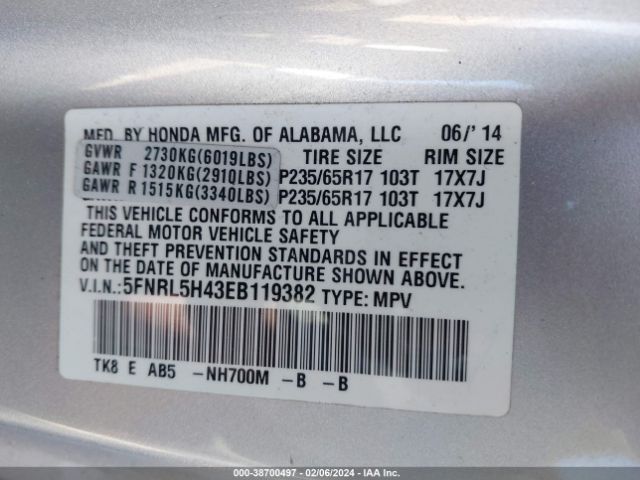 MFD. BY HONDA MFG. OF ALABAMA, LLC 06/'14
GVWR 2730KG(6019LBS) TIRE SIZE RIM SIZE
GAWR F 1320KG(2910LBS) P235/65R17 103T 17X7J
GAWR R 1515KG(3340LBS) P235/65R17 103T 17X7J
THIS VEHICLE CONFORMS TO ALL APPLICABLE
FEDERAL MOTOR VEHICLE SAFETY
AND THEFT PREVENTION STANDARDS IN EFFECT
ON THE DATE OF MANUFACTURE SHOWN ABOVE.
V.I.N.:5FNRL5H43EB119382 TYPE: MPV
TK8 E AB5 -NH700M -B -B
000-38700497 - 02/06/2024 - IAA Inc.